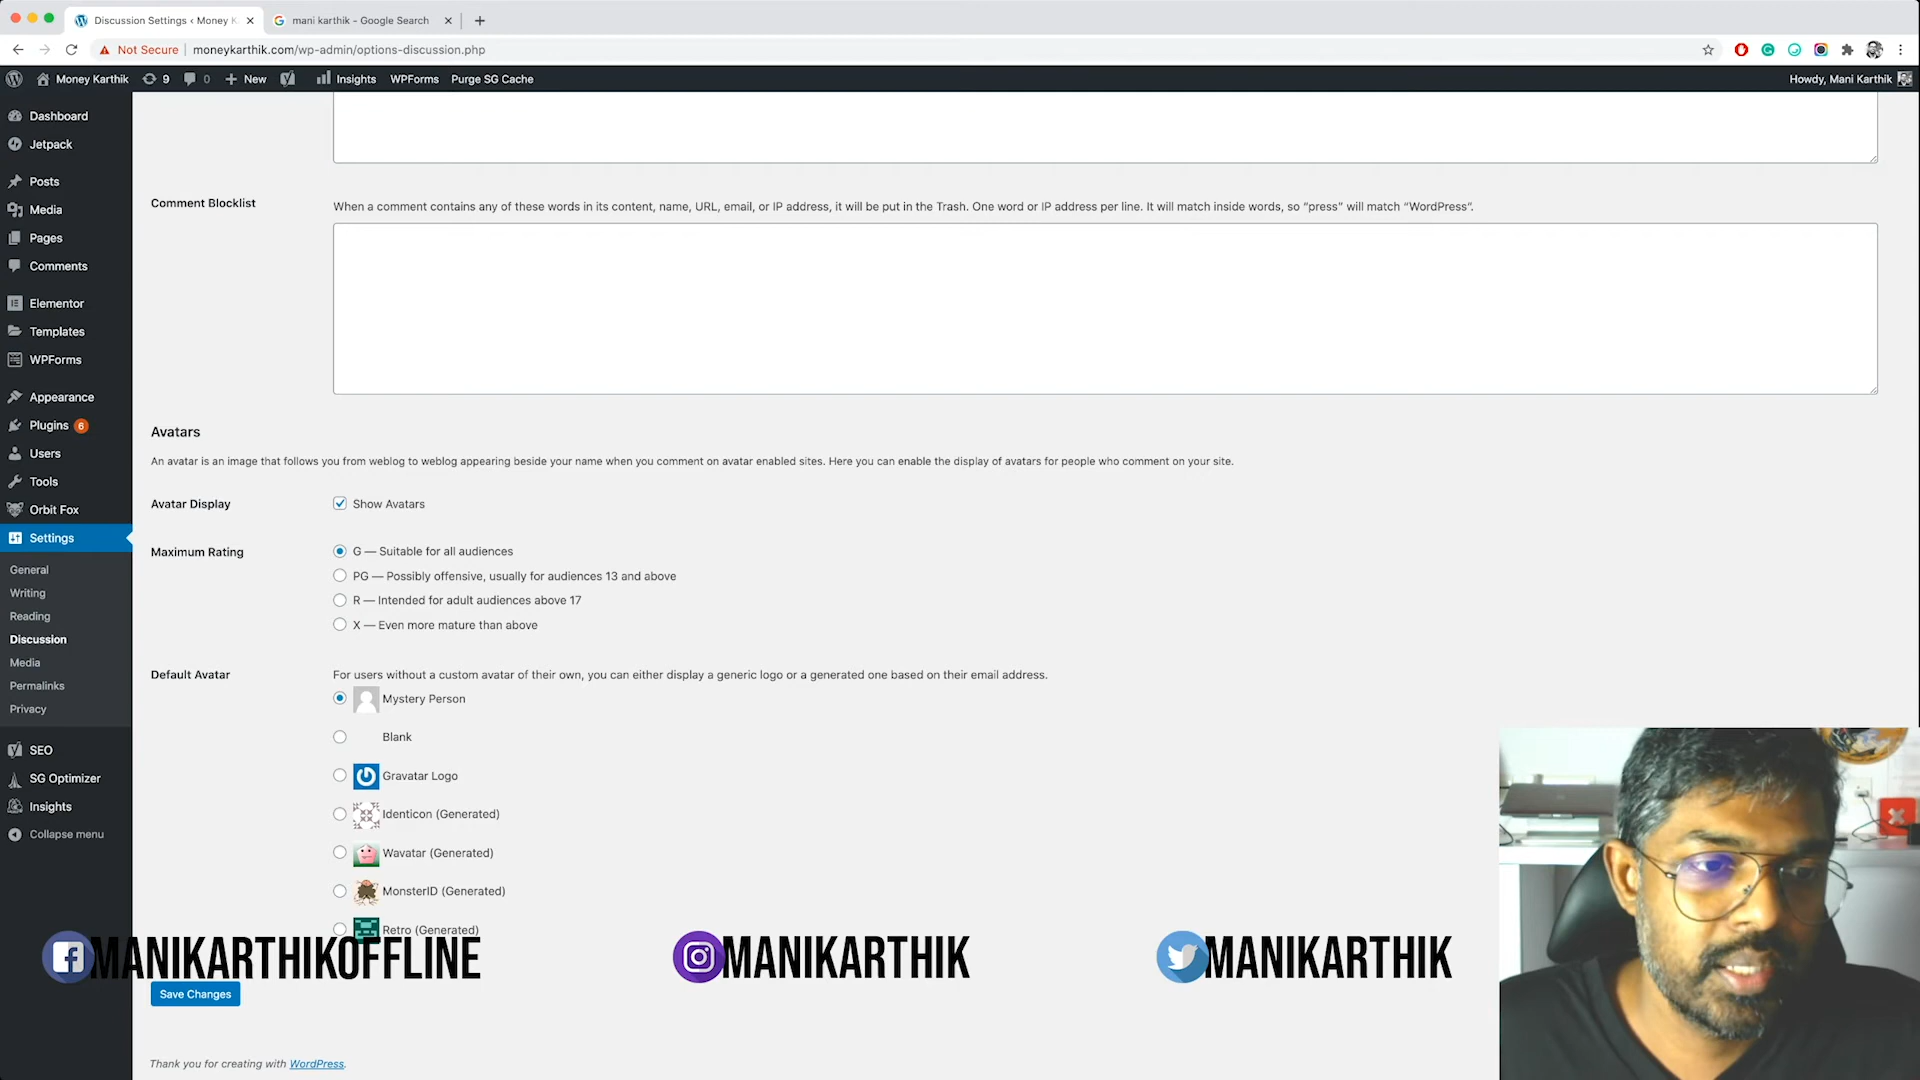 Discussion Settings ‹ Money K
mani karthik - Google Search
Not Secure
moneykarthik.com/wp-admin/options-discussion.php
Money Karthik
9
0
New
Insights
WPForms
Purge SG Cache
Howdy, Mani Karthik
Dashboard
Jetpack
Posts
Media
Pages
Comments
Elementor
Templates
WPForms
Appearance
Plugins 6
Users
Tools
Orbit Fox
Settings
General
Writing
Reading
Discussion
Media
Permalinks
Privacy
SEO
SG Optimizer
Insights
Collapse menu
Comment Blocklist
When a comment contains any of these words in its content, name, URL, email, or IP address, it will be put in the Trash. One word or IP address per line. It will match inside words, so “press” will match “WordPress”.
Avatars
An avatar is an image that follows you from weblog to weblog appearing beside your name when you comment on avatar enabled sites. Here you can enable the display of avatars for people who comment on your site.
Avatar Display
Show Avatars
Maximum Rating
G — Suitable for all audiences
PG — Possibly offensive, usually for audiences 13 and above
R — Intended for adult audiences above 17
X — Even more mature than above
Default Avatar
For users without a custom avatar of their own, you can either display a generic logo or a generated one based on their email address.
Mystery Person
Blank
Gravatar Logo
Identicon (Generated)
Wavatar (Generated)
MonsterID (Generated)
Retro (Generated)
MANIKARTHIKOFFLINE
MANIKARTHIK
MANIKARTHIK
Save Changes
Thank you for creating with WordPress.